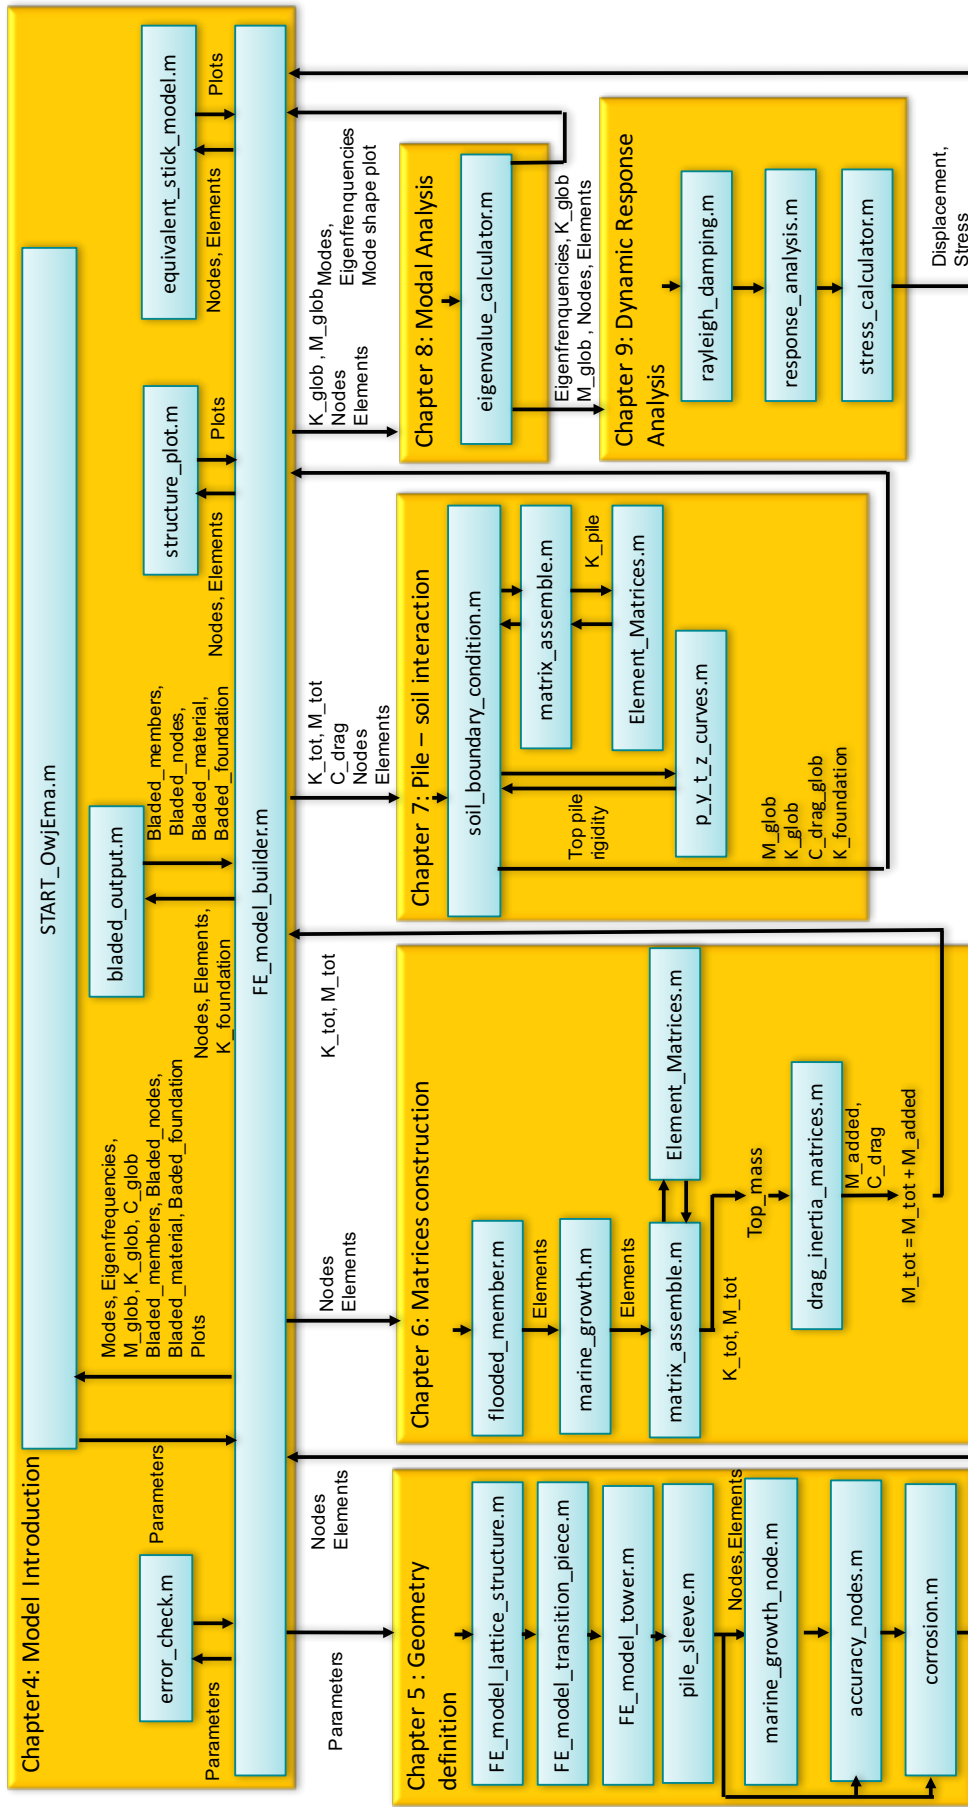 Chapter4: Model Introduction
START_OwjEma.m
error_check.m
Parameters
Parameters
Parameters
Modes, Eigenfrequencies,
M_glob, K_glob, C_glob
Bladed_members, Bladed_nodes,
Bladed_material, Baded_foundation
Plots
bladed_output.m
Nodes, Elements,
K_foundation
Bladed_members,
Bladed_nodes,
Bladed_material,
Baded_foundation
structure_plot.m
Nodes, Elements
Plots
equivalent_stick_model.m
Nodes, Elements
Plots
FE_model_builder.m
Parameters
Nodes
Elements
Nodes
Elements
K_tot, M_tot
K_tot, M_tot
C_drag
Nodes
Elements
K_glob , M_glob
Nodes
Elements
Modes,
Eigenfrenquencies
Mode shape plot
Chapter 5 : Geometry
definition
FE_model_lattice_structure.m
FE_model_transition_piece.m
FE_model_tower.m
pile_sleeve.m
Nodes,Elements
marine_growth_node.m
accuracy_nodes.m
corrosion.m
Chapter 6: Matrices construction
flooded_member.m
Elements
marine_growth.m
Elements
matrix_assemble.m
Element_Matrices.m
K_tot, M_tot
Top_mass
drag_inertia_matrices.m
M_added,
C_drag
M_tot = M_tot + M_added
Chapter 7: Pile – soil interaction
soil_boundary_condition.m
matrix_assemble.m
K_pile
Element_Matrices.m
Top pile
rigidity
p_y_t_z_curves.m
M_glob
K_glob
C_drag_glob
K_foundation
Chapter 8: Modal Analysis
eigenvalue_calculator.m
Eigenfrenquencies, K_glob
M_glob , Nodes, Elements
Chapter 9: Dynamic Response
Analysis
rayleigh_damping.m
response_analysis.m
stress_calculator.m
Displacement,
Stress